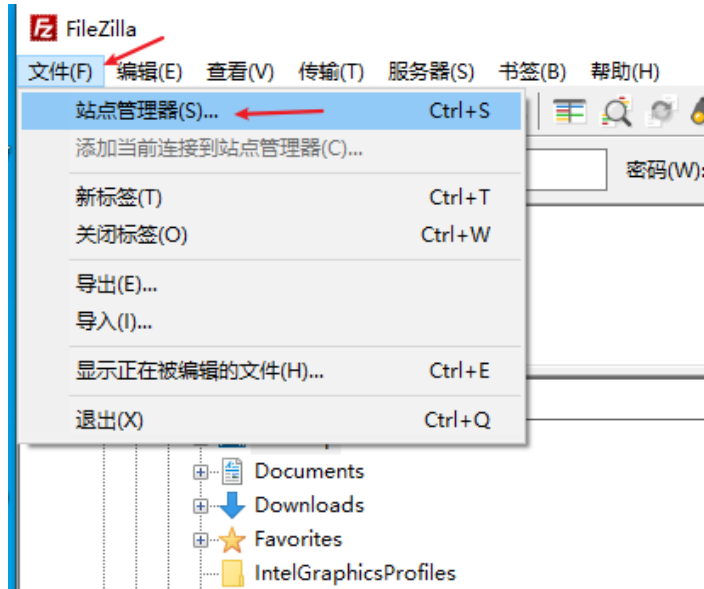 FileZilla
文件(F) 编辑(E) 查看(V) 传输(T) 服务器(S) 书签(B) 帮助(H)
站点管理器(S)... Ctrl+S
添加当前连接到站点管理器(C)...
密码(W):
新标签(T) Ctrl+T
关闭标签(O) Ctrl+W
导出(E)...
导入(I)...
显示正在被编辑的文件(H)... Ctrl+E
退出(X) Ctrl+Q
Documents
Downloads
Favorites
IntelGraphicsProfiles